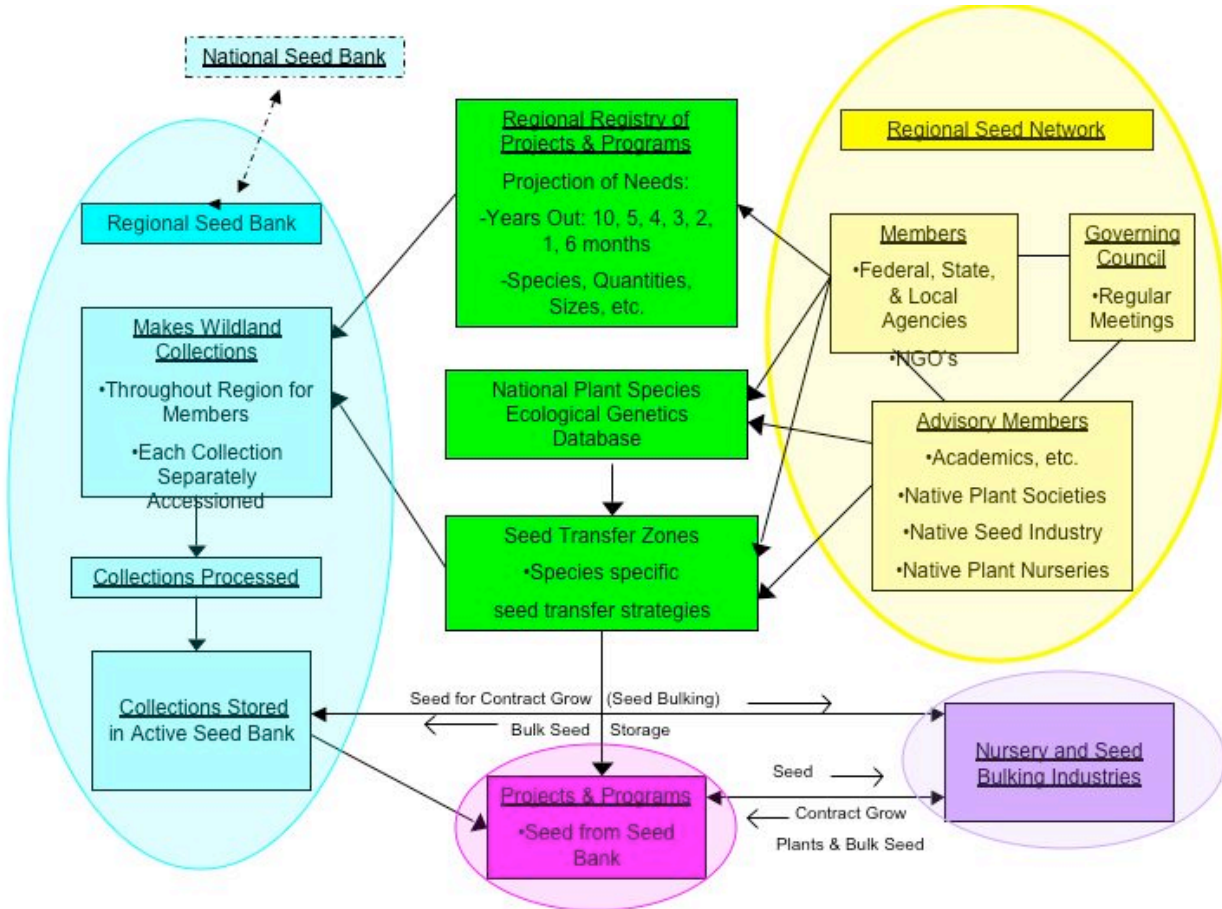 National Seed Bank
Regional Seed Bank
Makes Wildland
Collections
•Throughout Region for
Members
•Each Collection
Separately
Accessioned
Collections Processed
Collections Stored
in Active Seed Bank
Regional Registry of
Projects & Programs
Projection of Needs:
-Years Out: 10, 5, 4, 3, 2,
1, 6 months
-Species, Quantities,
Sizes, etc.
National Plant Species
Ecological Genetics
Database
Seed Transfer Zones
•Species specific
seed transfer strategies
Regional Seed Network
Members
•Federal, State,
& Local
Agencies
•NGO's
Governing
Council
•Regular
Meetings
Advisory Members
•Academics, etc.
•Native Plant Societies
•Native Seed Industry
•Native Plant Nurseries
Seed for Contract Grow (Seed Bulking)
Bulk Seed Storage
Projects & Programs
•Seed from Seed
Bank
Seed
Contract Grow
Plants & Bulk Seed
Nursery and Seed
Bulking Industries